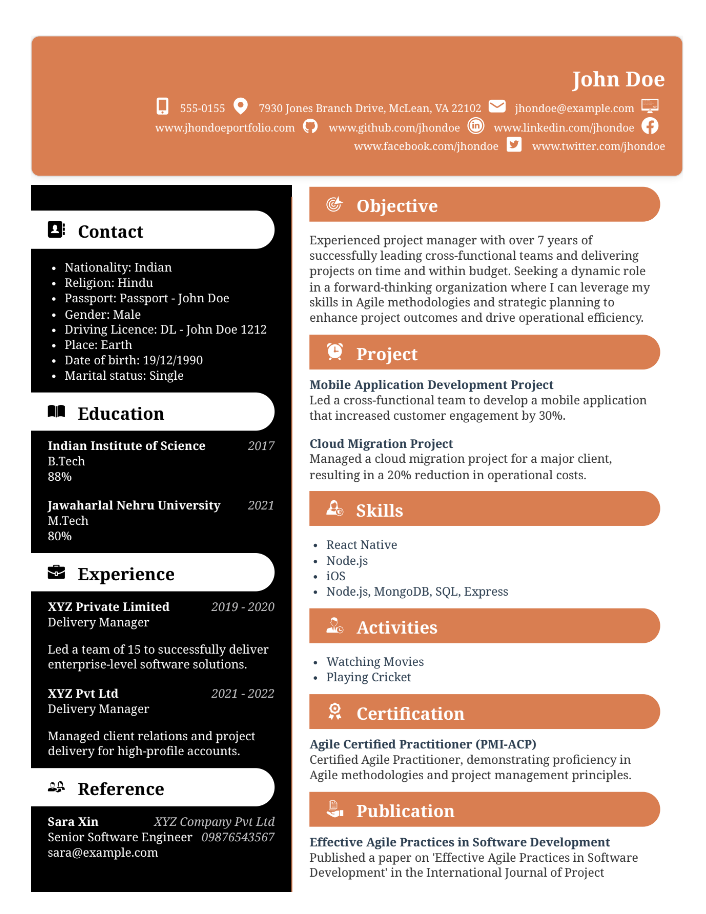 John Doe
555-0155 7930 Jones Branch Drive, McLean, VA 22102 jhondoe@example.com
www.jhondoeportfolio.com www.github.com/jhondoe www.linkedin.com/jhondoe
www.facebook.com/jhondoe www.twitter.com/jhondoe
Contact
• Nationality: Indian
• Religion: Hindu
• Passport: Passport - John Doe
• Gender: Male
• Driving Licence: DL - John Doe 1212
• Place: Earth
• Date of birth: 19/12/1990
• Marital status: Single
Education
Indian Institute of Science 2017
B.Tech
88%
Jawaharlal Nehru University 2021
M.Tech
80%
Experience
XYZ Private Limited 2019 - 2020
Delivery Manager
Led a team of 15 to successfully deliver
enterprise-level software solutions.
XYZ Pvt Ltd 2021 - 2022
Delivery Manager
Managed client relations and project
delivery for high-profile accounts.
Reference
Sara Xin XYZ Company Pvt Ltd
Senior Software Engineer 09876543567
sara@example.com
Objective
Experienced project manager with over 7 years of
successfully leading cross-functional teams and delivering
projects on time and within budget. Seeking a dynamic role
in a forward-thinking organization where I can leverage my
skills in Agile methodologies and strategic planning to
enhance project outcomes and drive operational efficiency.
Project
Mobile Application Development Project
Led a cross-functional team to develop a mobile application
that increased customer engagement by 30%.
Cloud Migration Project
Managed a cloud migration project for a major client,
resulting in a 20% reduction in operational costs.
Skills
• React Native
• Node.js
• iOS
• Node.js, MongoDB, SQL, Express
Activities
• Watching Movies
• Playing Cricket
Certification
Agile Certified Practitioner (PMI-ACP)
Certified Agile Practitioner, demonstrating proficiency in
Agile methodologies and project management principles.
Publication
Effective Agile Practices in Software Development
Published a paper on 'Effective Agile Practices in Software
Development' in the International Journal of Project